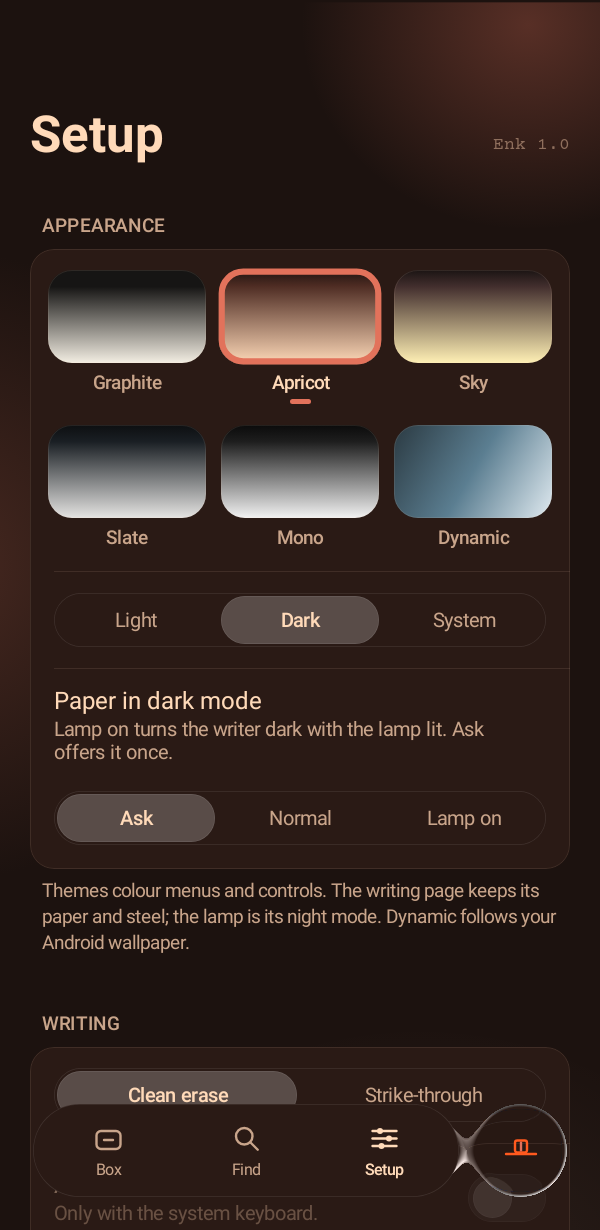 Setup
Enk 1.0
APPEARANCE
Graphite
Apricot
Sky
Slate
Mono
Dynamic
Light
Dark
System
Paper in dark mode
Lamp on turns the writer dark with the lamp lit. Ask
offers it once.
Ask
Normal
Lamp on
Themes colour menus and controls. The writing page keeps its
paper and steel; the lamp is its night mode. Dynamic follows your
Android wallpaper.
WRITING
Clean erase
Strike-through
Box
Find
Setup
Only with the system keyboard.